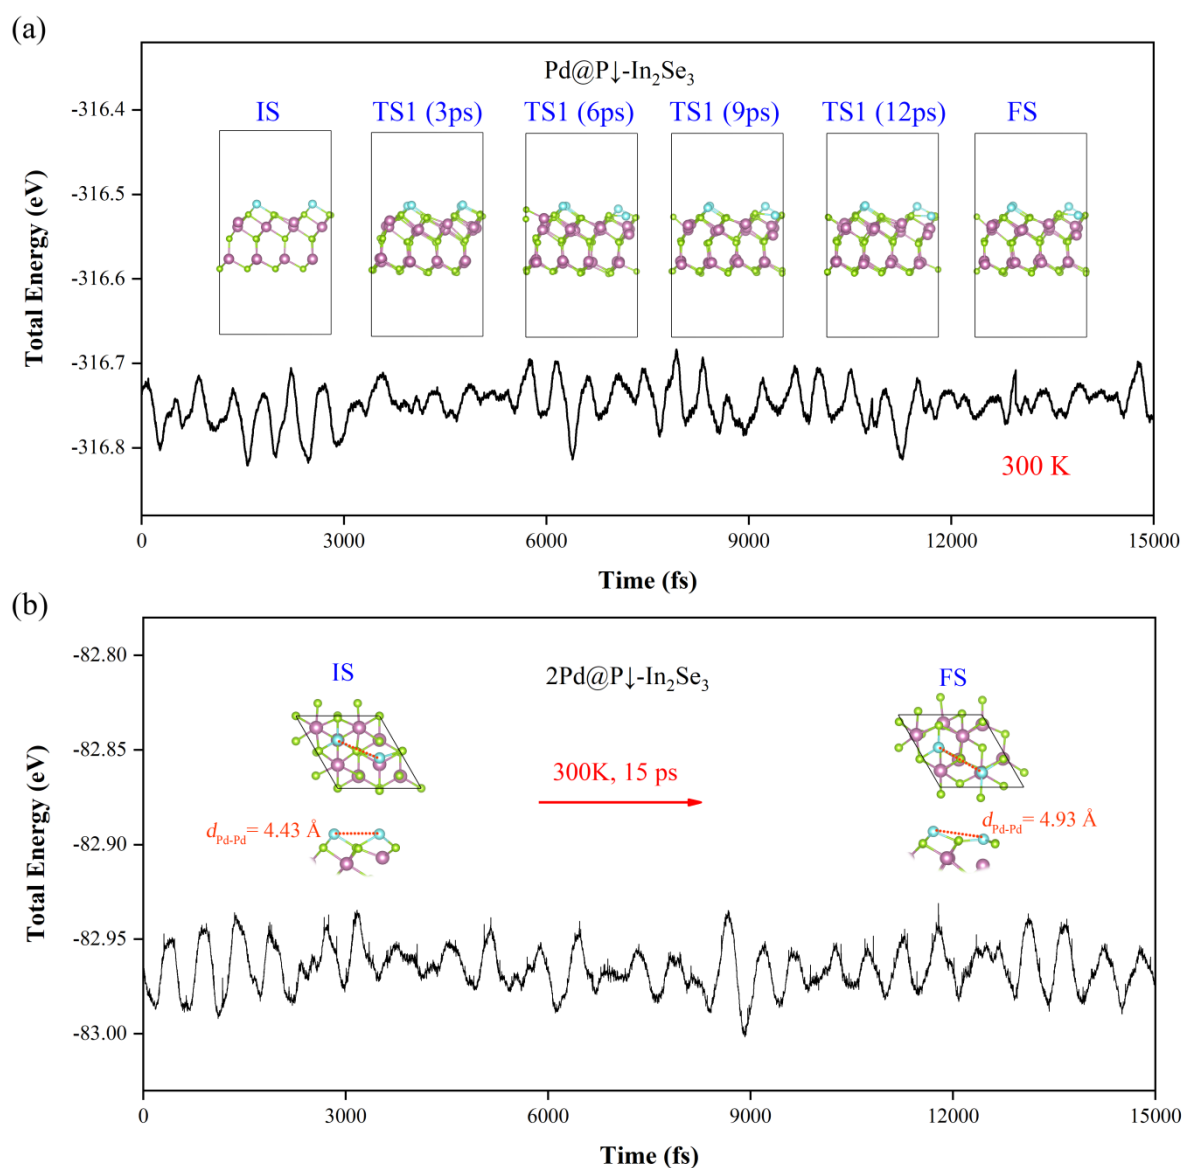 (a)
Pd@P↓-In₂Se₃
IS TS1 (3ps) TS1 (6ps) TS1 (9ps) TS1 (12ps) FS
-316.4
-316.5
-316.6
-316.7
-316.8
Total Energy (eV)
300 K
0 3000 6000 9000 12000 15000
Time (fs)
(b)
-82.80
-82.85
-82.90
-82.95
-83.00
Total Energy (eV)
IS 2Pd@P↓-In₂Se₃ FS
300K, 15 ps
d_Pd-Pd = 4.43 Å
d_Pd-Pd = 4.93 Å
0 3000 6000 9000 12000 15000
Time (fs)